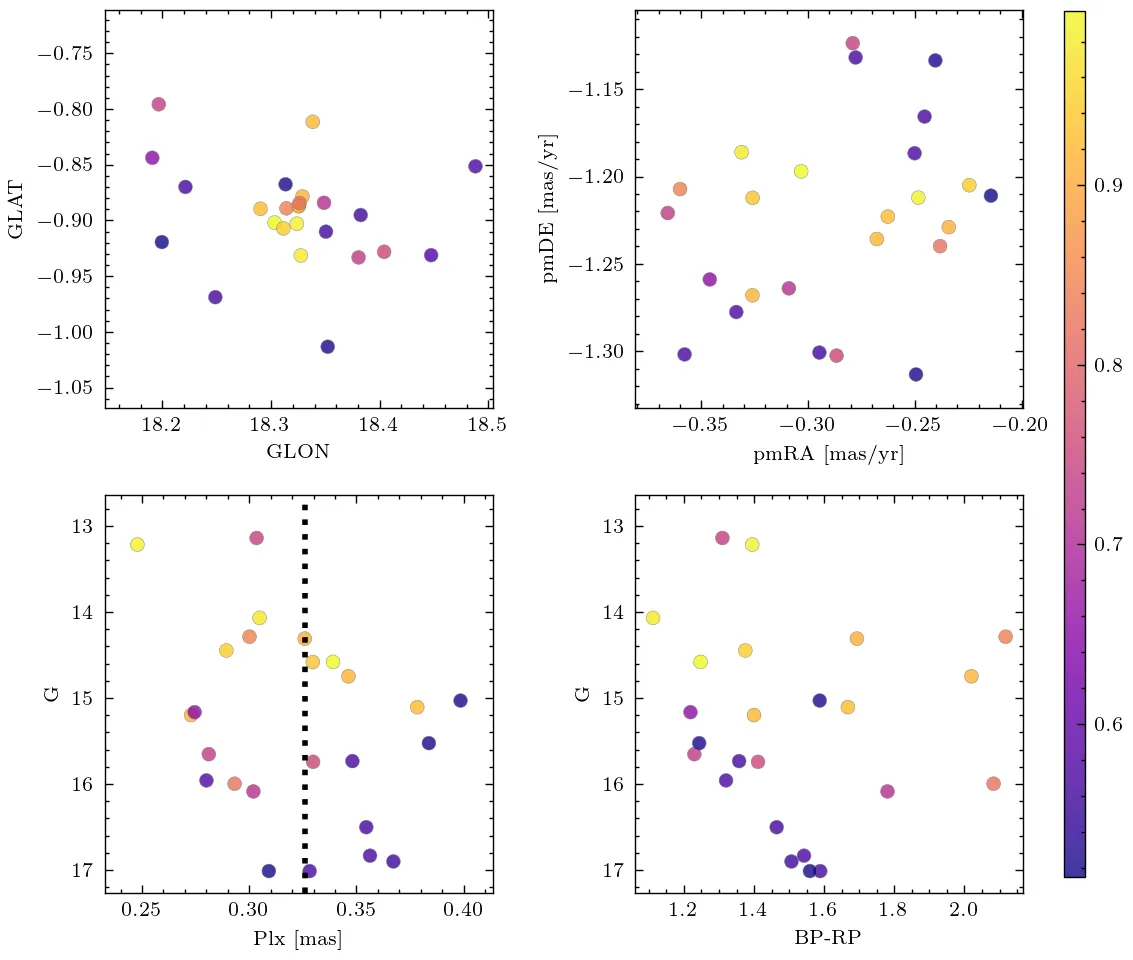 −0.75
−0.80
−0.85
−0.90
−0.95
−1.00
−1.05
GLAT
18.2 18.3 18.4 18.5
GLON
−1.15
−1.20
−1.25
−1.30
pmDE [mas/yr]
−0.35 −0.30 −0.25 −0.20
pmRA [mas/yr]
0.9
0.8
0.7
0.6
13
14
15
16
17
G
0.25 0.30 0.35 0.40
Plx [mas]
13
14
15
16
17
G
1.2 1.4 1.6 1.8 2.0
BP-RP